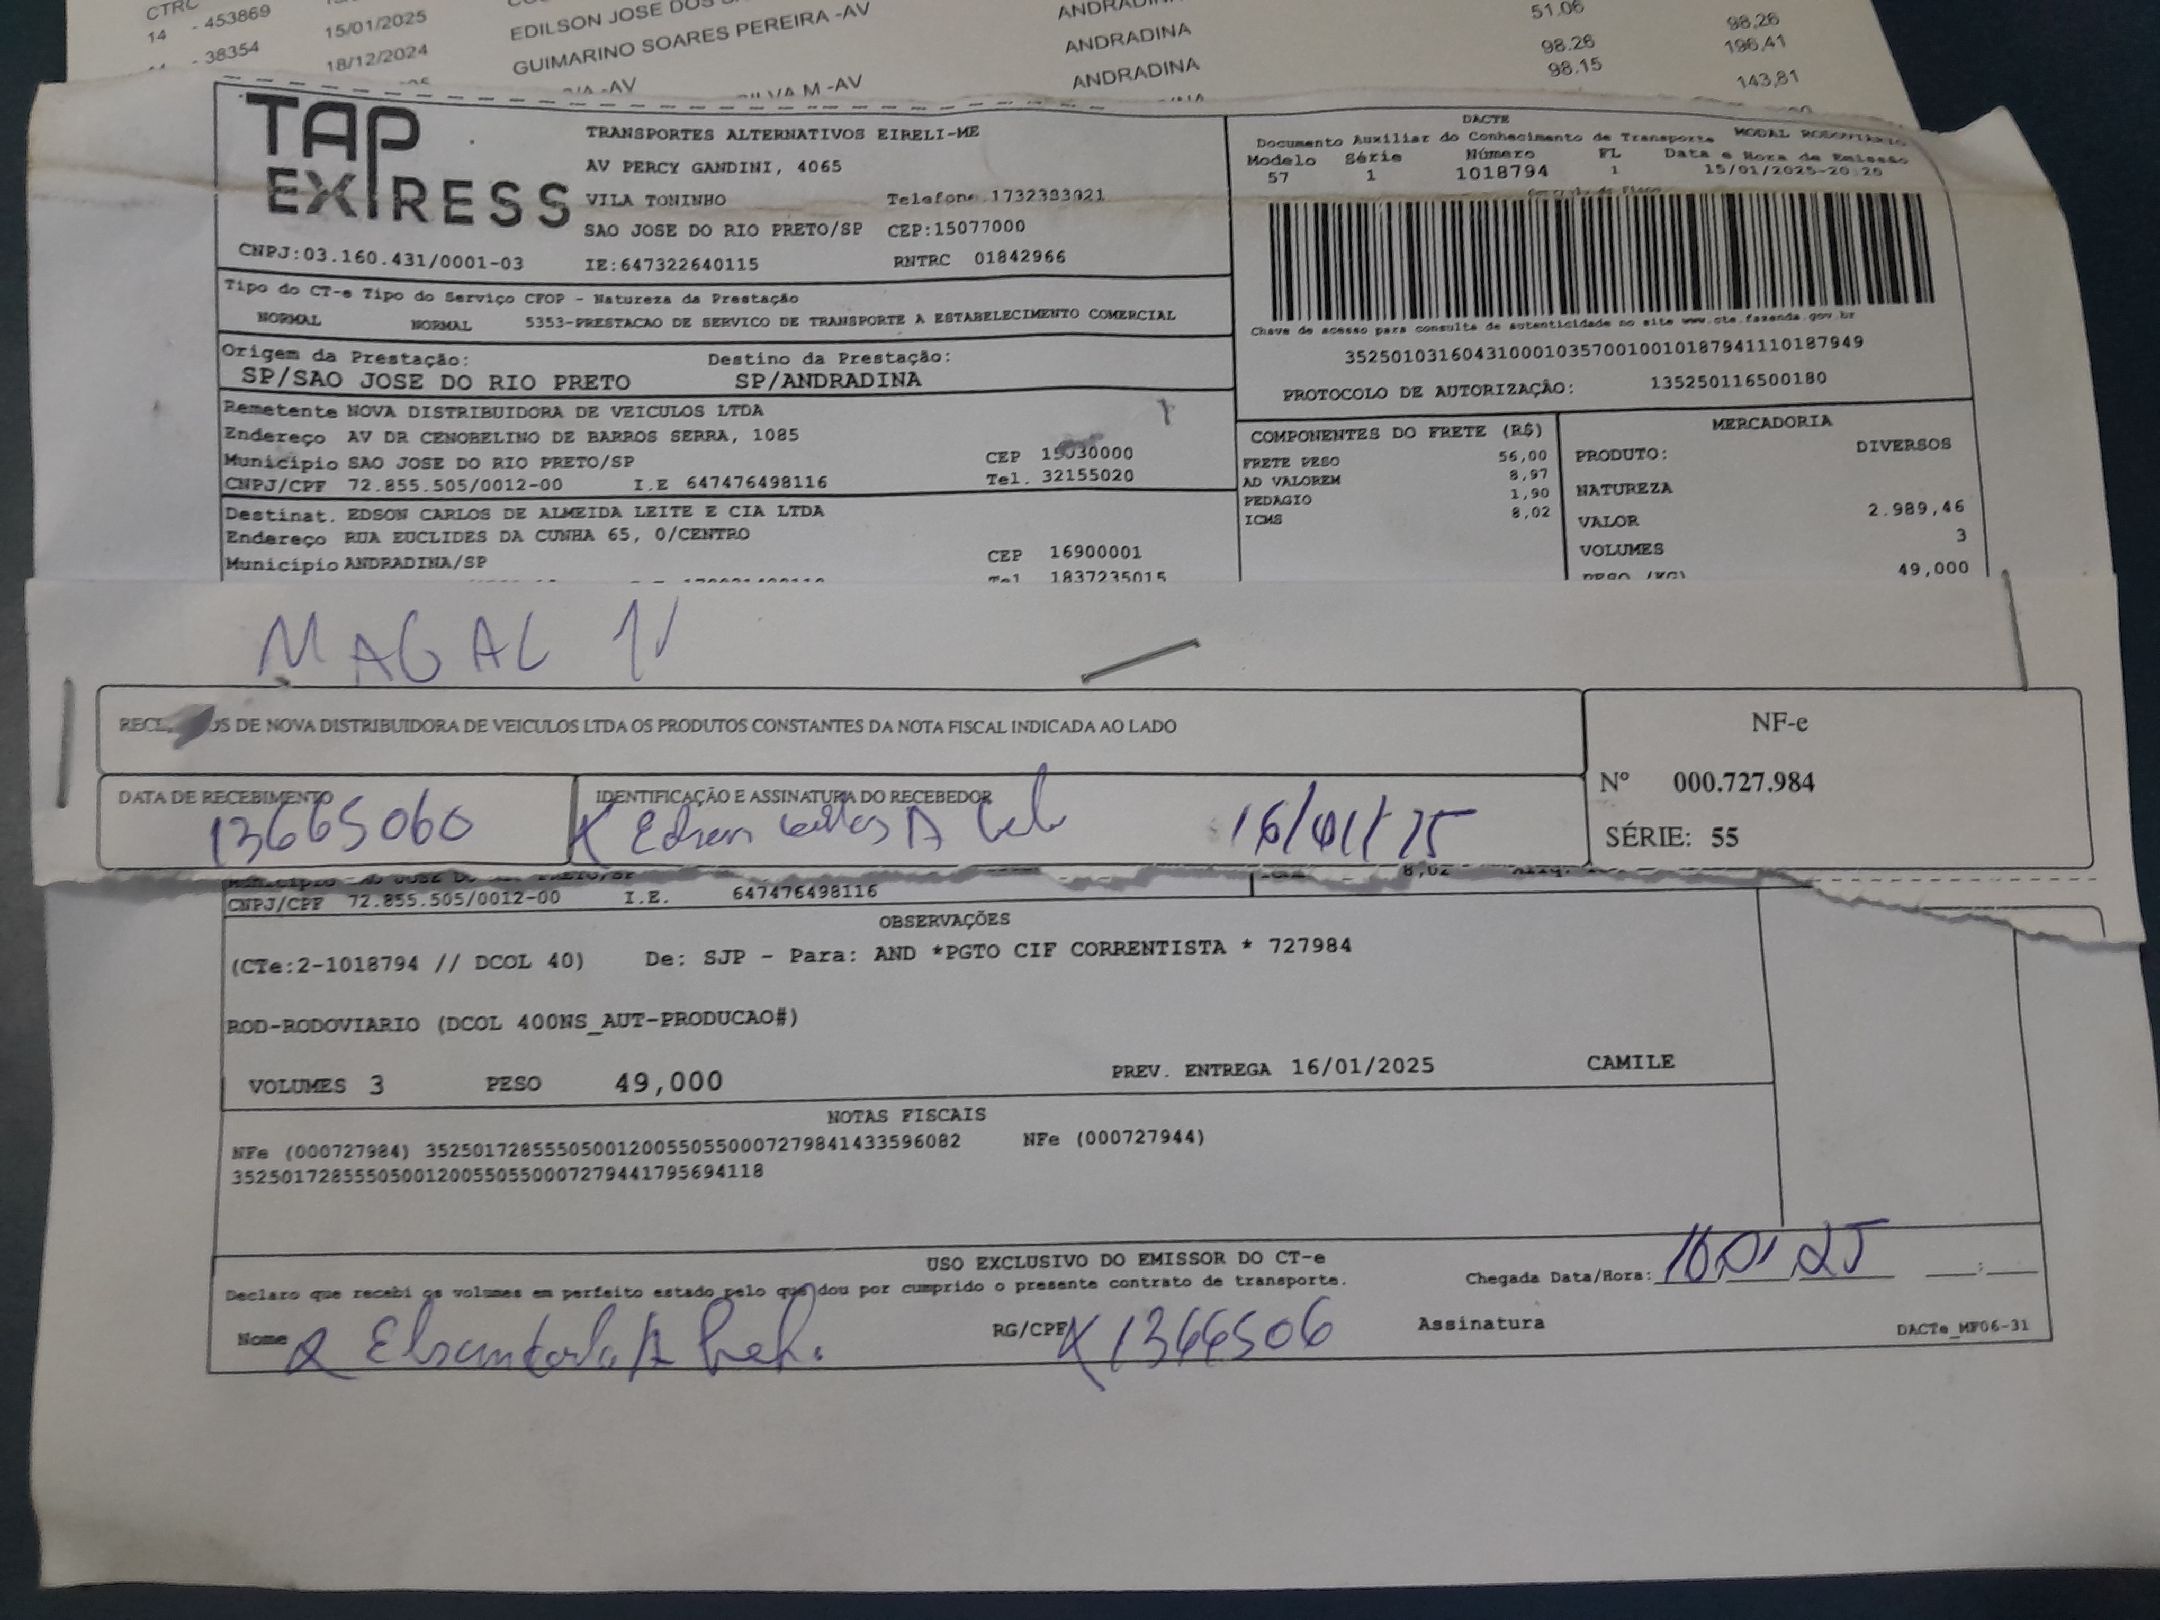 CTRC
14 - 453869 15/01/2025 EDILSON JOSE DOS ANDRADINA 51.06
- 38354 18/12/2024 GUIMARINO SOARES PEREIRA -AV ANDRADINA 98.26 98,26
-AV SILVA M -AV ANDRADINA 98.15 196,41
143,81
TAP EXPRESS
TRANSPORTES ALTERNATIVOS EIRELI-ME
AV PERCY GANDINI, 4065
VILA TONINHO Telefone.1732383021
SAO JOSE DO RIO PRETO/SP CEP:15077000
CNPJ:03.160.431/0001-03 IE:647322640115 RNTRC 01842966
DACTE
Documento Auxiliar do Conhecimento de Transporte MODAL RODOVIARIO
Modelo Série Número FL Data e Hora de Emissão
57 1 1018794 1 15/01/2025-20:20
Chave de acesso para consulta de autenticidade no site www.cte.fazenda.gov.br
35250103160431000103570010010187941110187949
PROTOCOLO DE AUTORIZAÇÃO: 135250116500180
Tipo do CT-e Tipo do Serviço CFOP - Natureza da Prestação
NORMAL NORMAL 5353-PRESTACAO DE SERVICO DE TRANSPORTE A ESTABELECIMENTO COMERCIAL
Origem da Prestação: Destino da Prestação:
SP/SAO JOSE DO RIO PRETO SP/ANDRADINA
Remetente NOVA DISTRIBUIDORA DE VEICULOS LTDA
Endereço AV DR CENOBELINO DE BARROS SERRA, 1085
Município SAO JOSE DO RIO PRETO/SP CEP 15030000
CNPJ/CPF 72.855.505/0012-00 I.E 647476498116 Tel. 32155020
Destinat. EDSON CARLOS DE ALMEIDA LEITE E CIA LTDA
Endereço RUA EUCLIDES DA CUNHA 65, 0/CENTRO
Município ANDRADINA/SP CEP 16900001
Tel 1837235015
COMPONENTES DO FRETE (R$)
FRETE PESO 56,00
AD VALOREM 8,97
PEDAGIO 1,90
ICMS 8,02
MERCADORIA
PRODUTO: DIVERSOS
NATUREZA
VALOR 2.989,46
VOLUMES 3
PESO (KG) 49,000
MAGAL
DE NOVA DISTRIBUIDORA DE VEICULOS LTDA OS PRODUTOS CONSTANTES DA NOTA FISCAL INDICADA AO LADO
DATA DE RECEBIMENTO IDENTIFICAÇÃO E ASSINATURA DO RECEBEDOR
13665060 X Edson Carlos A 16/01/25
NF-e
Nº 000.727.984
SÉRIE: 55
8,02
CNPJ/CPF 72.855.505/0012-00 I.E. 647476498116
OBSERVAÇÕES
(CTe:2-1018794 // DCOL 40) De: SJP - Para: AND *PGTO CIF CORRENTISTA * 727984
ROD-RODOVIARIO (DCOL 400NS_AUT-PRODUCAO#)
VOLUMES 3 PESO 49,000 PREV. ENTREGA 16/01/2025 CAMILE
NOTAS FISCAIS
NFe (000727984) 35250172855505001200550550007279841433596082 NFe (000727944)
35250172855505001200550550007279441795694118
USO EXCLUSIVO DO EMISSOR DO CT-e
Declaro que recebi os volumes em perfeito estado pelo que dou por cumprido o presente contrato de transporte.
Chegada Data/Hora: 16 01 25 :
Nome RG/CPF X 1366506 Assinatura
DACTe_MF06-31